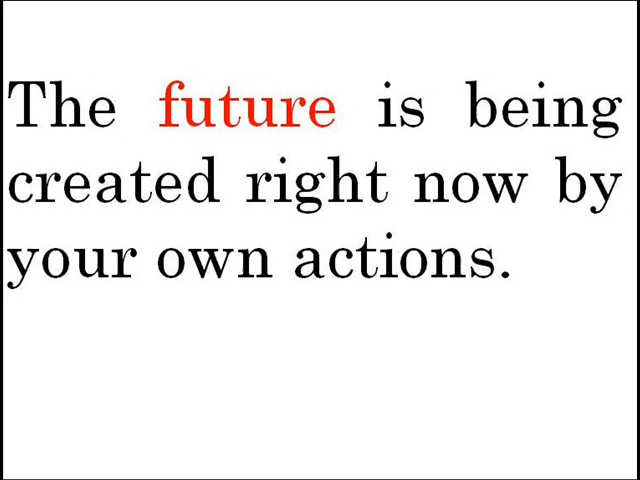 The future is being
created right now by
your own actions.